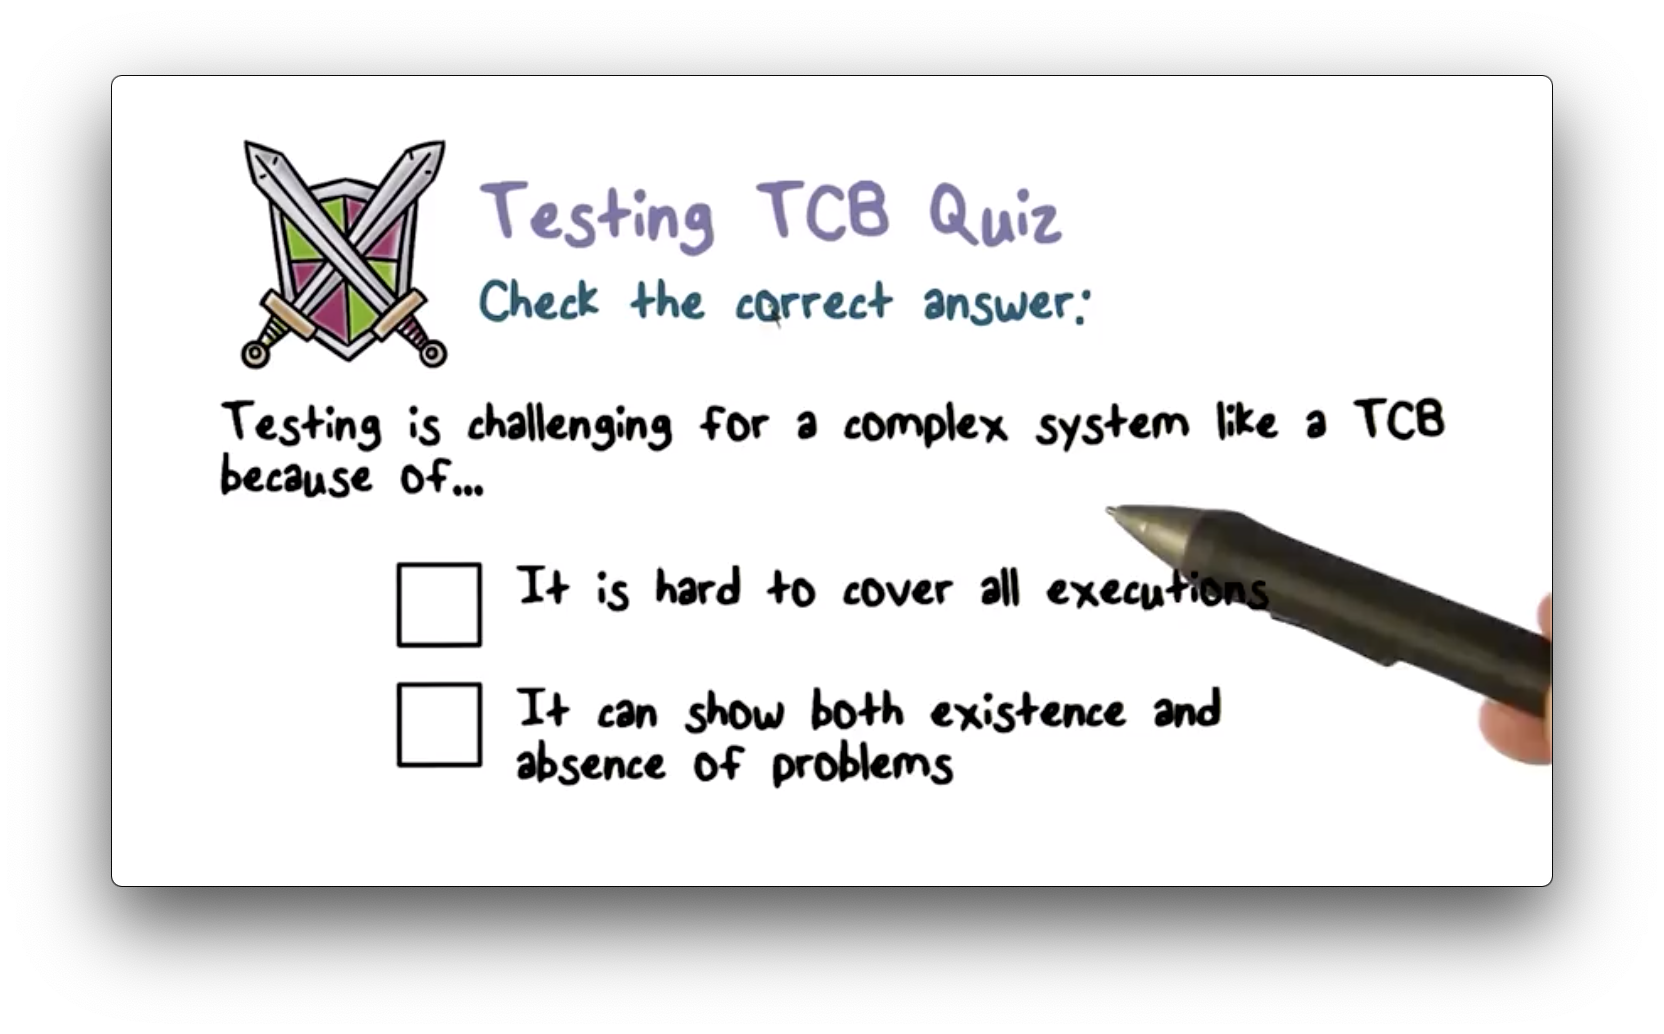 Testing TCB Quiz
Check the correct answer:
Testing is challenging for a complex system like a TCB
because of...
It is hard to cover all executions
It can show both existence and
absence of problems